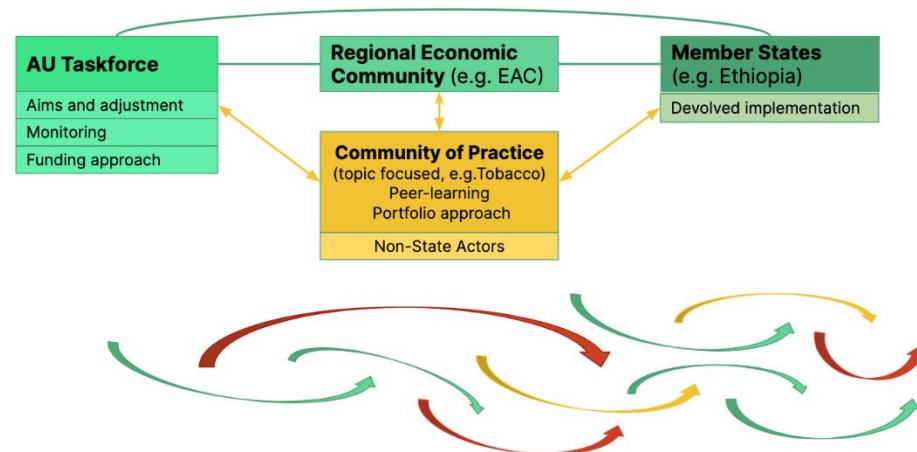 AU Taskforce
Aims and adjustment
Monitoring
Funding approach
Regional Economic
Community (e.g. EAC)
Member States
(e.g. Ethiopia)
Devolved implementation
Community of Practice
(topic focused, e.g.Tobacco)
Peer-learning
Portfolio approach
Non-State Actors